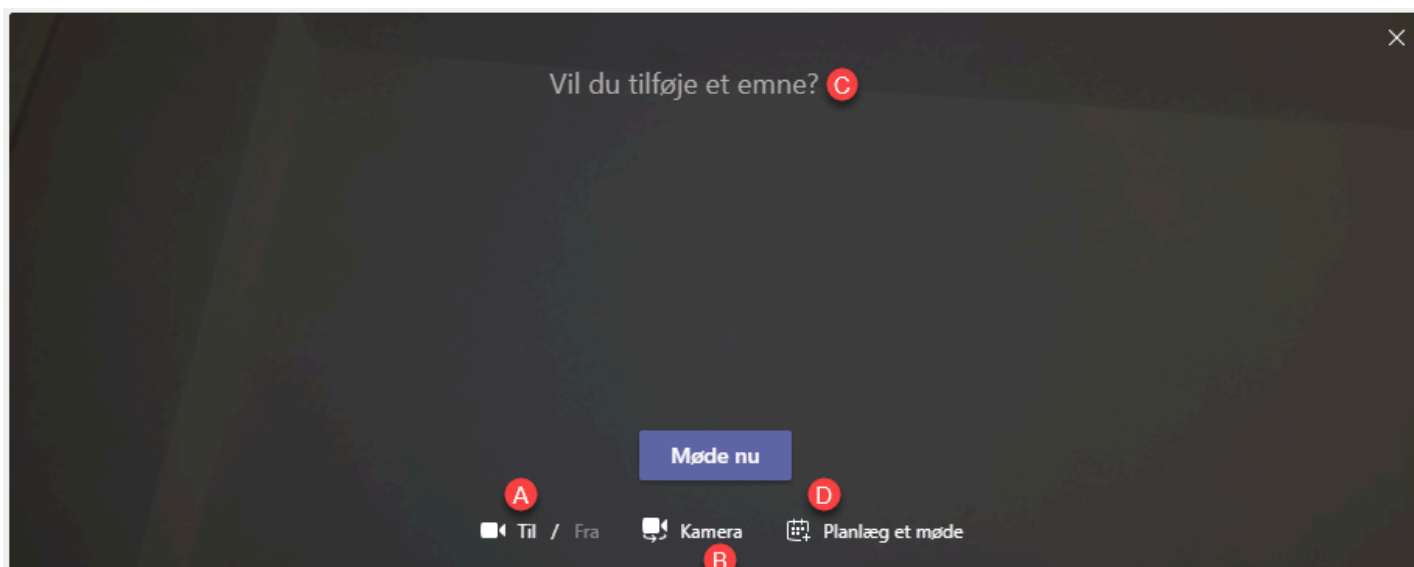 Vil du tilføje et emne? C
Møde nu
A D
Til / Fra Kamera Planlæg et møde
B